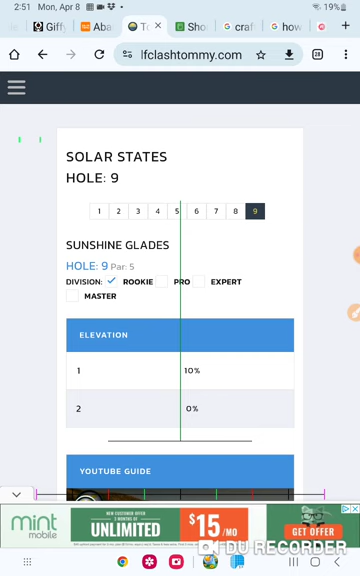 2:51 Mon, Apr 8 19%
Giffy Aba To Sho craf how
lfclashtommy.com 28
SOLAR STATES
HOLE: 9
1 2 3 4 5 6 7 8 9
SUNSHINE GLADES
HOLE: 9 Par: 5
DIVISION: ROOKIE PRO EXPERT
MASTER
ELEVATION
1 10%
2 0%
YOUTUBE GUIDE
mint
mobile
NEW CUSTOMER OFFER
3 MONTHS OF
UNLIMITED
$15/MO
GET OFFER
DU RECORDER